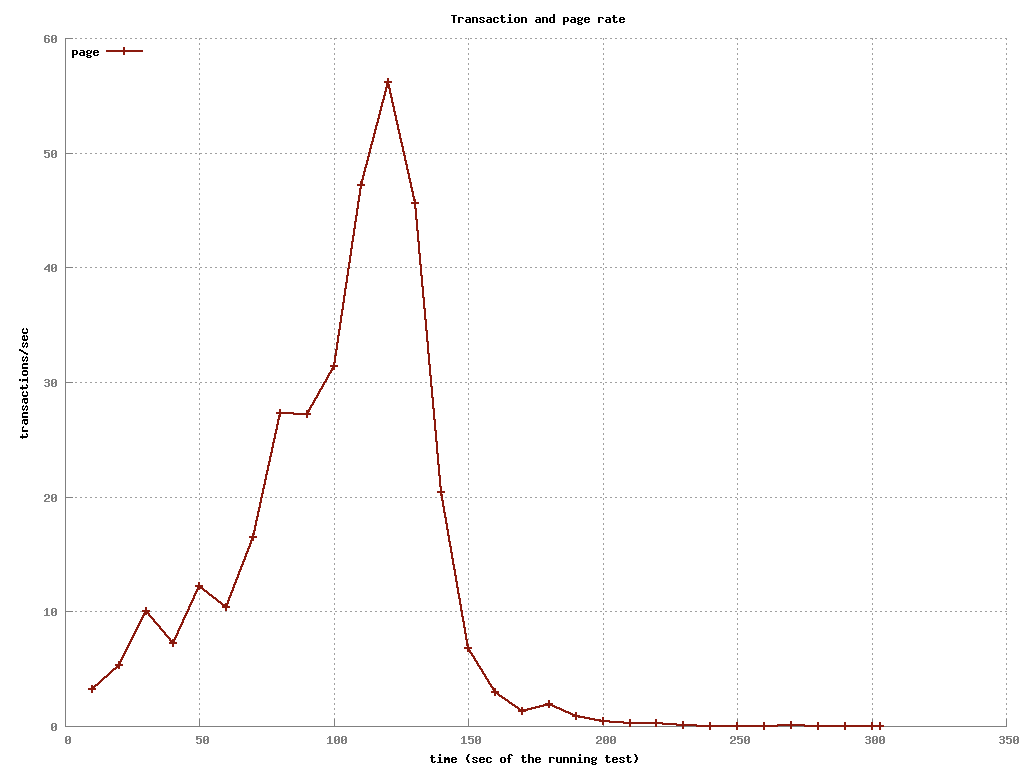 Transaction and page rate
60
page
50
40
30
20
10
0
transactions/sec
0 50 100 150 200 250 300 350
time (sec of the running test)